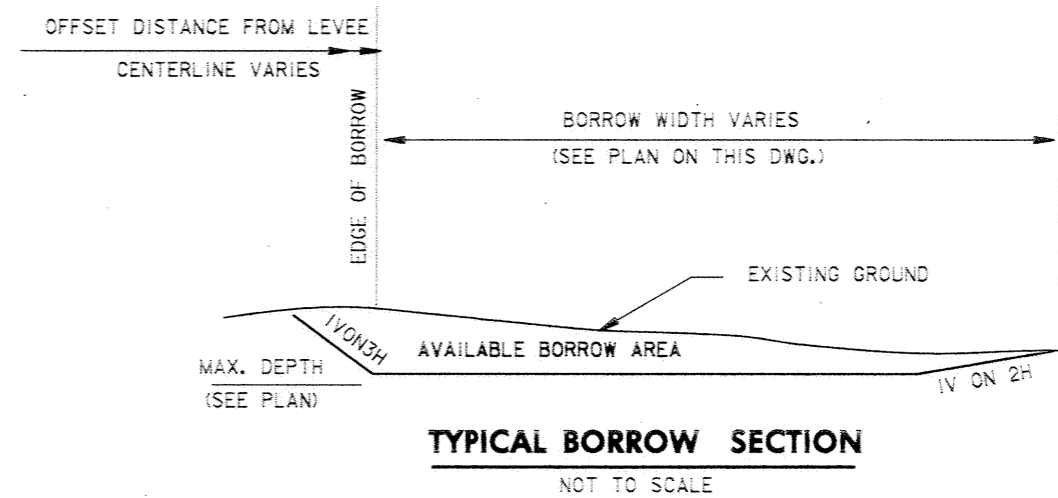 OFFSET DISTANCE FROM LEVEE
CENTERLINE VARIES
EDGE OF BORROW
BORROW WIDTH VARIES
(SEE PLAN ON THIS DWG.)
EXISTING GROUND
1VON3H
AVAILABLE BORROW AREA
MAX. DEPTH
(SEE PLAN)
1V ON 2H
TYPICAL BORROW SECTION
NOT TO SCALE